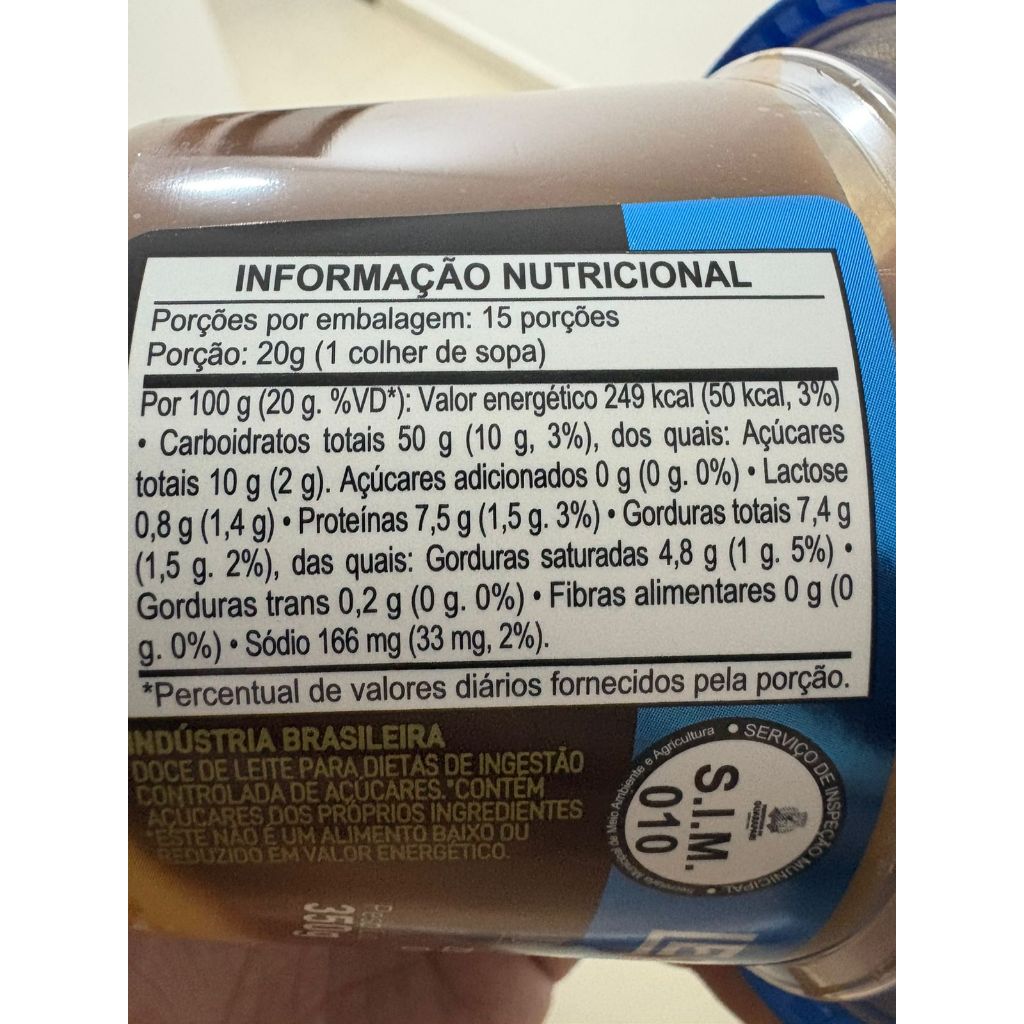 INFORMAÇÃO NUTRICIONAL
Porções por embalagem: 15 porções
Porção: 20g (1 colher de sopa)
Por 100 g (20 g. %VD*): Valor energético 249 kcal (50 kcal, 3%)
• Carboidratos totais 50 g (10 g, 3%), dos quais: Açúcares
totais 10 g (2 g). Açúcares adicionados 0 g (0 g. 0%) • Lactose
0,8 g (1,4 g) • Proteínas 7,5 g (1,5 g. 3%) • Gorduras totais 7,4 g
(1,5 g. 2%), das quais: Gorduras saturadas 4,8 g (1 g. 5%) •
Gorduras trans 0,2 g (0 g. 0%) • Fibras alimentares 0 g (0
g. 0%) • Sódio 166 mg (33 mg, 2%).
*Percentual de valores diários fornecidos pela porção.
INDÚSTRIA BRASILEIRA
DOCE DE LEITE PARA DIETAS DE INGESTÃO
CONTROLADA DE AÇÚCARES. *CONTÉM
AÇÚCARES DOS PRÓPRIOS INGREDIENTES
*ESTE NÃO É UM ALIMENTO BAIXO OU
REDUZIDO EM VALOR ENERGÉTICO.
• SERVIÇO DE INSPEÇÃO MUNICIPAL •
Secretaria Municipal de Meio Ambiente e Agricultura
S.I.M.
010
350g